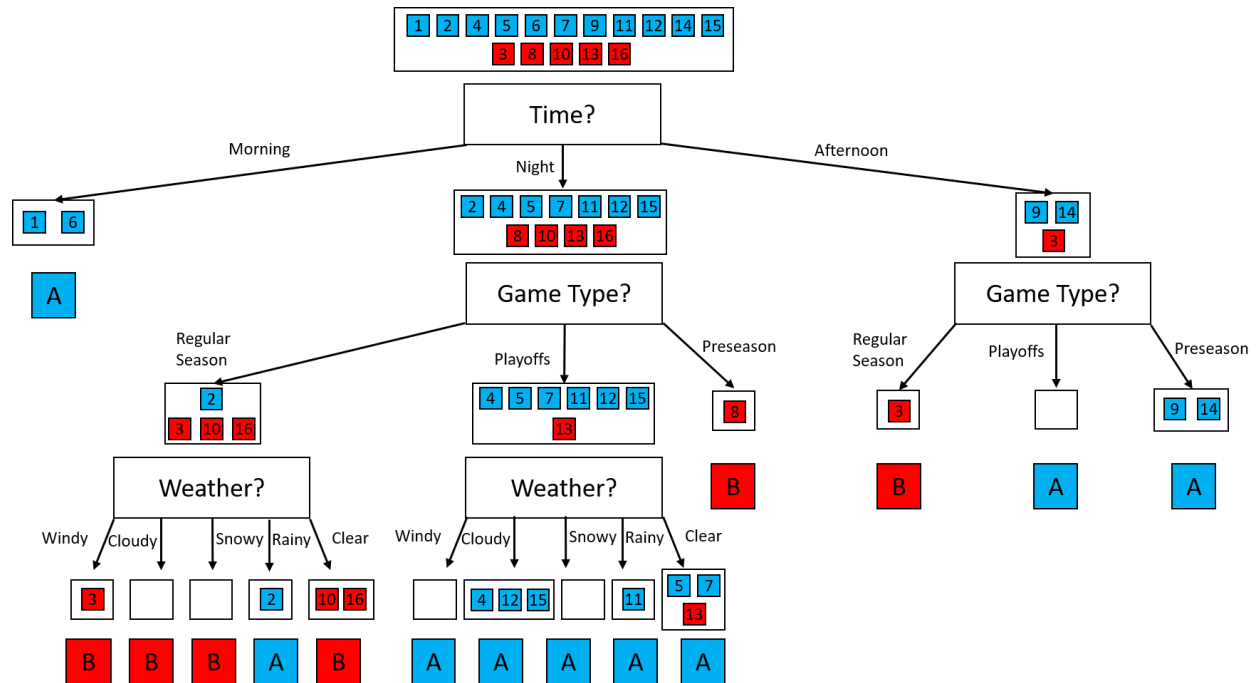 1 2 4 5 6 7 9 11 12 14 15
3 8 10 13 16
Time?
Morning
Night
Afternoon
1 6
2 4 5 7 11 12 15
8 10 13 16
9 14
3
A
Game Type?
Game Type?
Regular
Season
Playoffs
Preseason
Regular
Season
Playoffs
Preseason
2
3 10 16
4 5 7 11 12 15
13
8
3
9 14
Weather?
Weather?
B
B
A
A
Windy
Cloudy
Snowy
Rainy
Clear
Windy
Cloudy
Snowy
Rainy
Clear
3
2
10 16
4 12 15
11
5 7
13
B
B
B
A
B
A
A
A
A
A